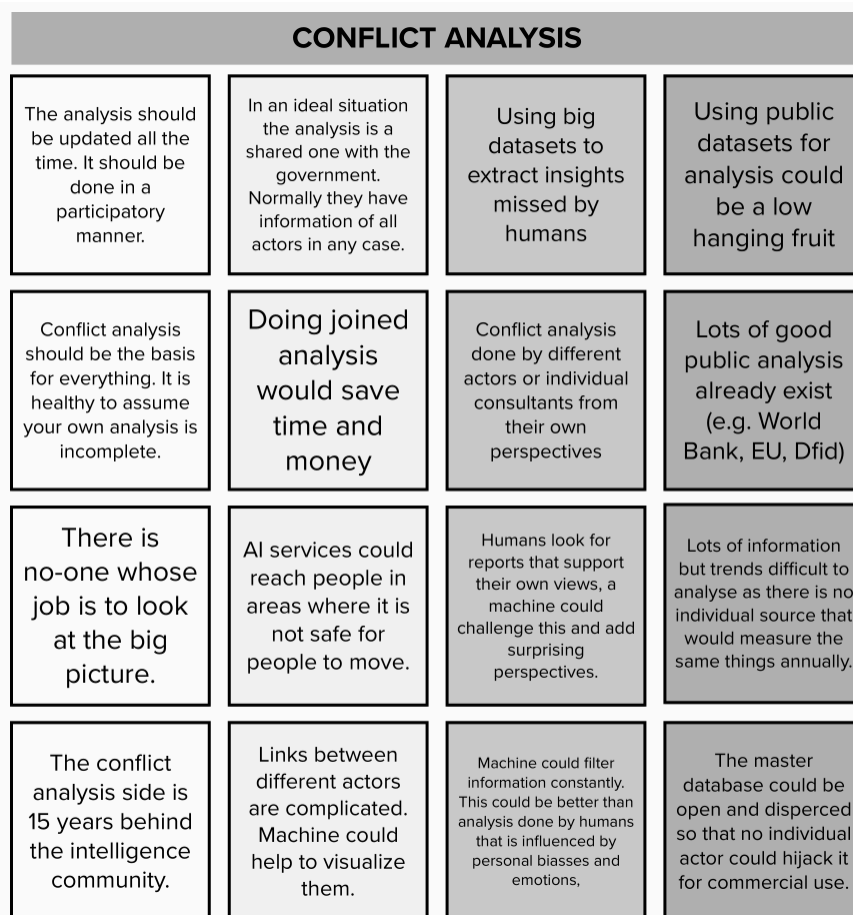 CONFLICT ANALYSIS
The analysis should
be updated all the
time. It should be
done in a
participatory
manner.
In an ideal situation
the analysis is a
shared one with the
government.
Normally they have
information of all
actors in any case.
Using big
datasets to
extract insights
missed by
humans
Using public
datasets for
analysis could
be a low
hanging fruit
Conflict analysis
should be the basis
for everything. It is
healthy to assume
your own analysis is
incomplete.
Doing joined
analysis
would save
time and
money
Conflict analysis
done by different
actors or individual
consultants from
their own
perspectives
Lots of good
public analysis
already exist
(e.g. World
Bank, EU, Dfid)
There is
no-one whose
job is to look
at the big
picture.
AI services could
reach people in
areas where it is
not safe for
people to move.
Humans look for
reports that support
their own views, a
machine could
challenge this and add
surprising
perspectives.
Lots of information
but trends difficult to
analyse as there is no
individual source that
would measure the
same things annually.
The conflict
analysis side is
15 years behind
the intelligence
community.
Links between
different actors
are complicated.
Machine could
help to visualize
them.
Machine could filter
information constantly.
This could be better than
analysis done by humans
that is influenced by
personal biasses and
emotions,
The master
database could be
open and disperced
so that no individual
actor could hijack it
for commercial use.